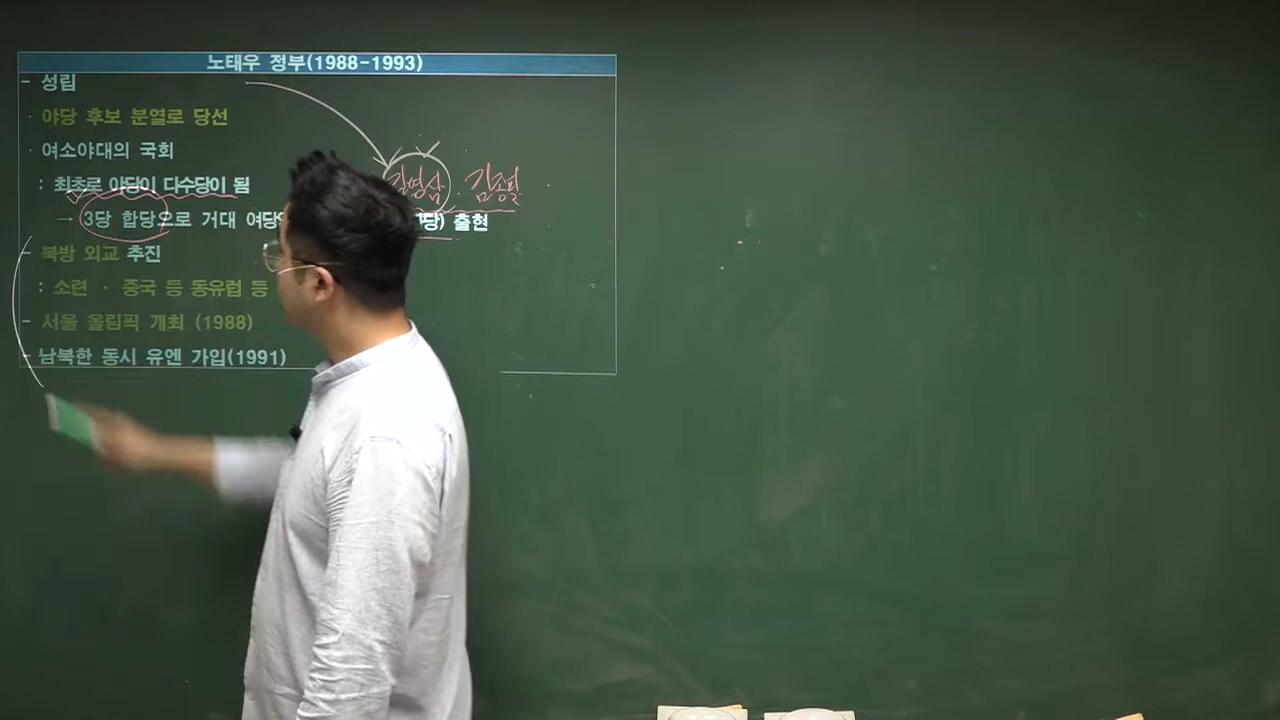 노태우 정부(1988-1993)
- 성립
· 야당 후보 분열로 당선
· 여소야대의 국회
김영삼 · 김종필
: 최초로 야당이 다수당이 됨
→ 3당 합당으로 거대 여당 당) 출현
- 북방 외교 추진
: 소련 · 중국 등 동유럽 등
- 서울 올림픽 개최 (1988)
- 남북한 동시 유엔 가입(1991)